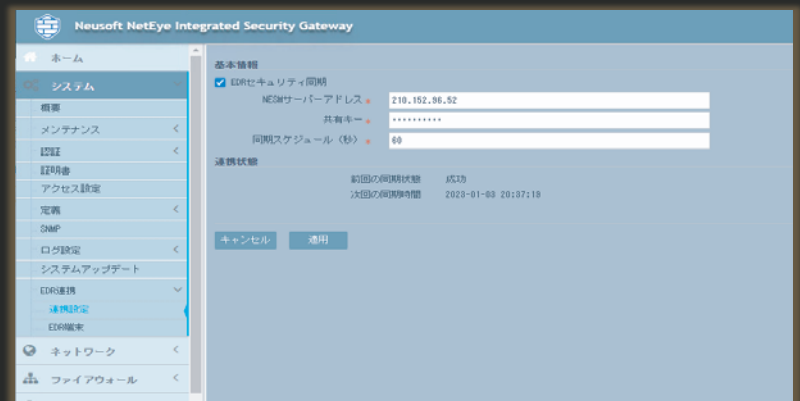 Neusoft NetEye Integrated Security Gateway
ホーム
システム
概要
メンテナンス
認証
証明書
アクセス設定
定義
SNMP
ログ設定
システムアップデート
EDR連携
連携設定
EDR端末
ネットワーク
ファイアウォール
基本情報
EDRセキュリティ同期
NESMサーバーアドレス * 210.152.96.52
共有キー * ••••••••••
同期スケジュール（秒） * 60
連携状態
前回の同期状態 成功
次回の同期時間 2023-01-03 20:37:19
キャンセル 適用